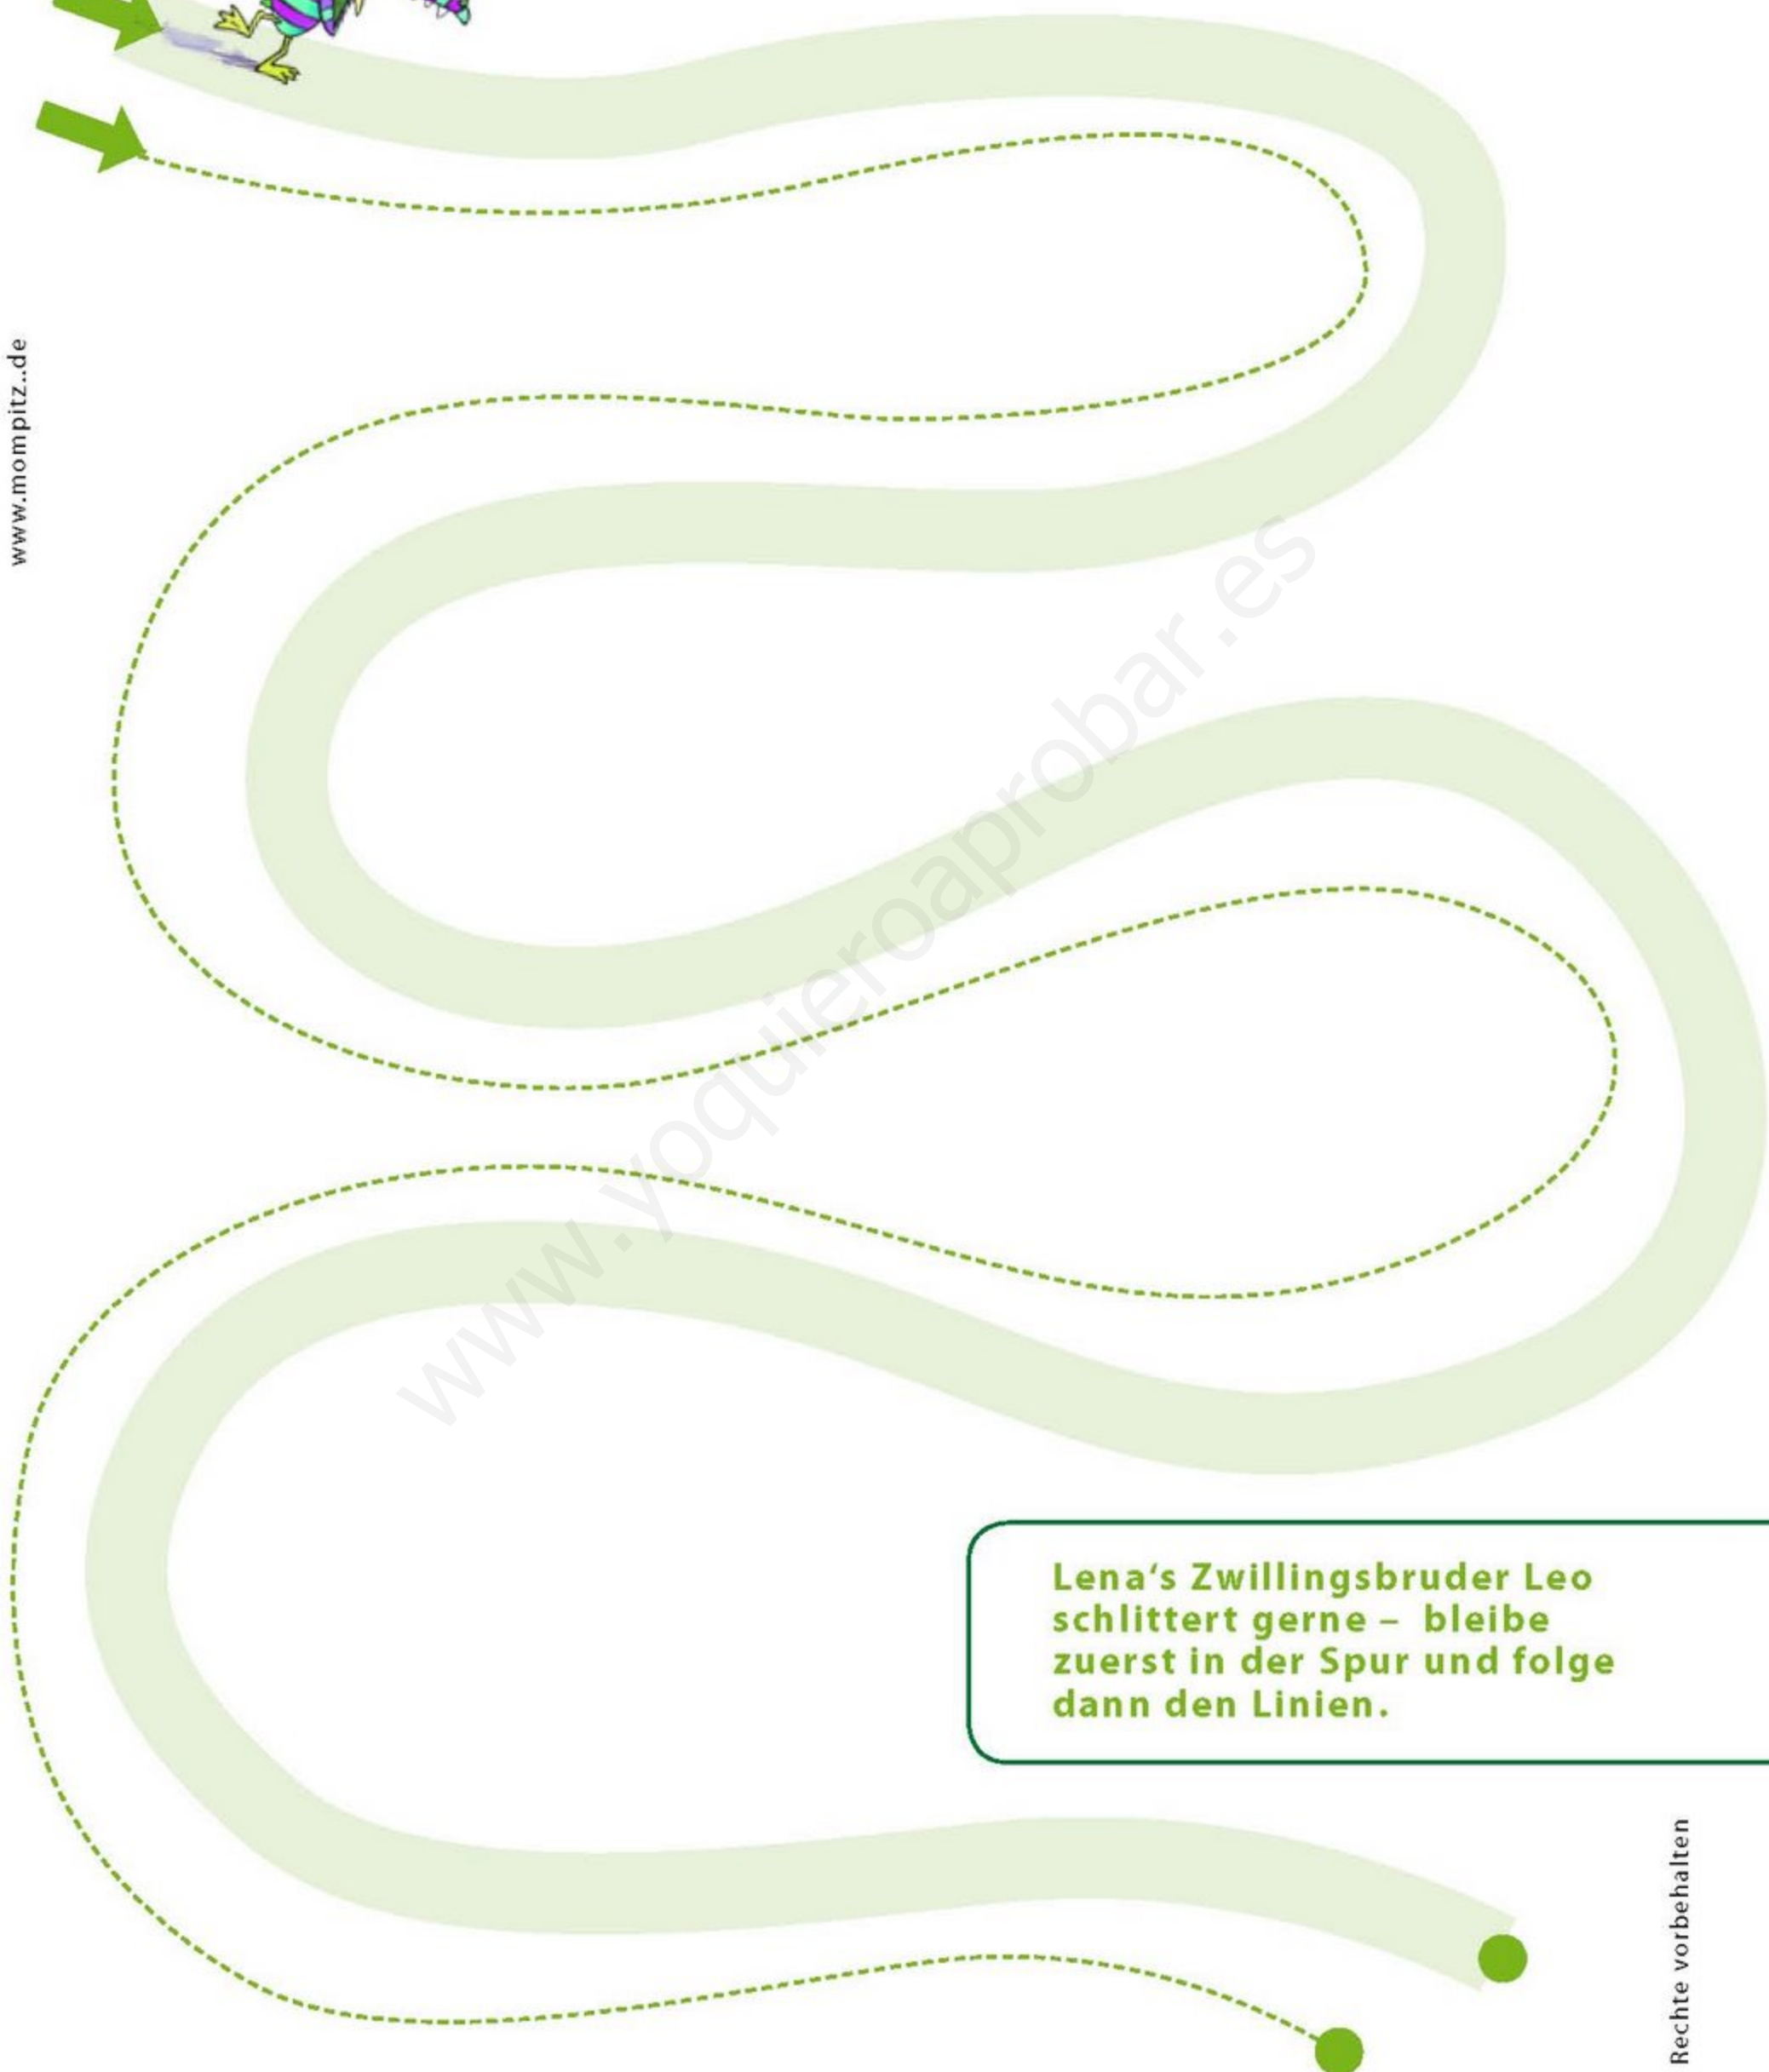 www.mompitz..de
www.yoquieroaprobar.es
Lena‘s Zwillingsbruder Leo
schlittert gerne – bleibe
zuerst in der Spur und folge
dann den Linien.
Rechte vorbehalten